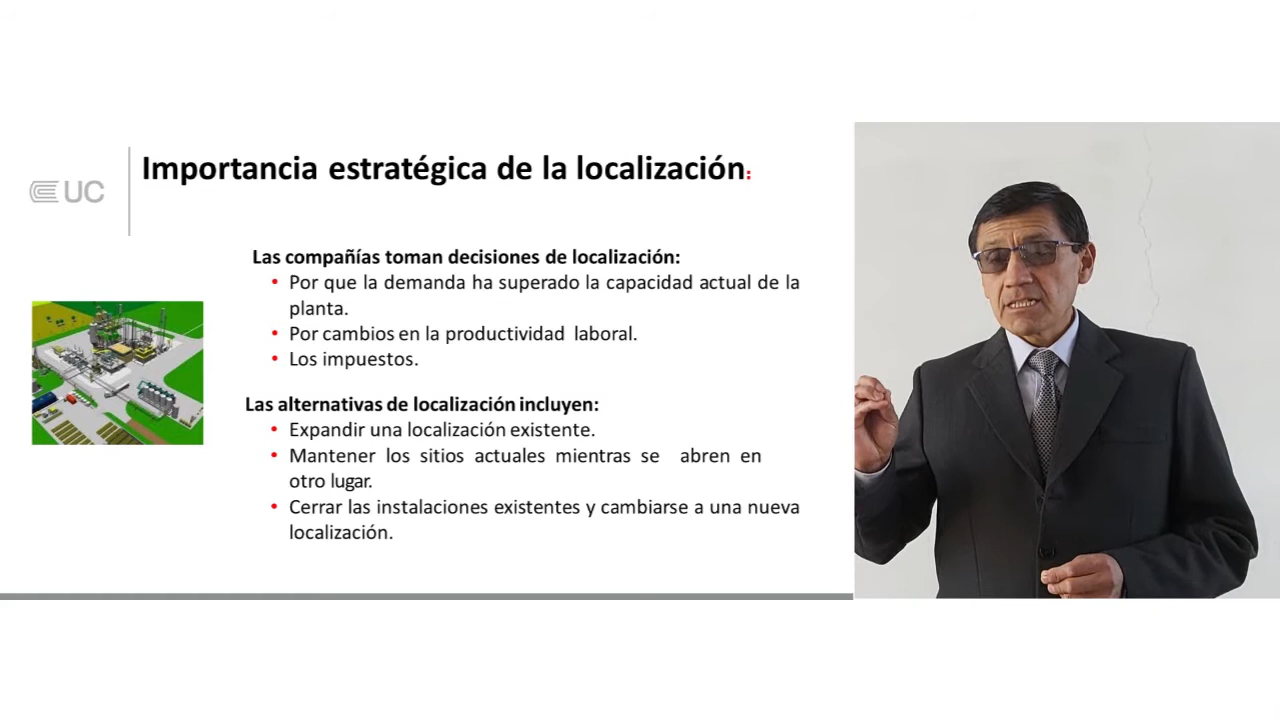 Importancia estratégica de la localización:
UC
Las compañías toman decisiones de localización:
• Por que la demanda ha superado la capacidad actual de la
planta.
• Por cambios en la productividad laboral.
• Los impuestos.
Las alternativas de localización incluyen:
• Expandir una localización existente.
• Mantener los sitios actuales mientras se abren en
otro lugar.
• Cerrar las instalaciones existentes y cambiarse a una nueva
localización.